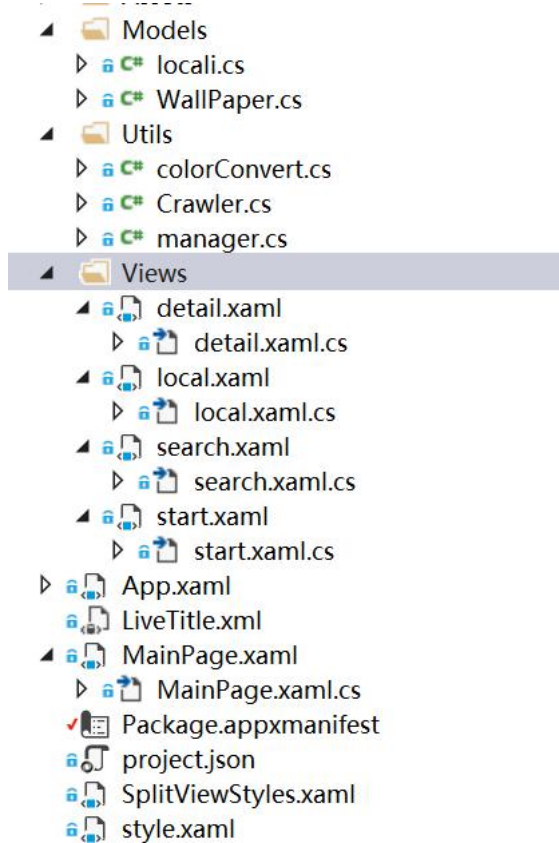 Models
C# locali.cs
C# WallPaper.cs
Utils
C# colorConvert.cs
C# Crawler.cs
C# manager.cs
Views
detail.xaml
detail.xaml.cs
local.xaml
local.xaml.cs
search.xaml
search.xaml.cs
start.xaml
start.xaml.cs
App.xaml
LiveTitle.xml
MainPage.xaml
MainPage.xaml.cs
Package.appxmanifest
project.json
SplitViewStyles.xaml
style.xaml